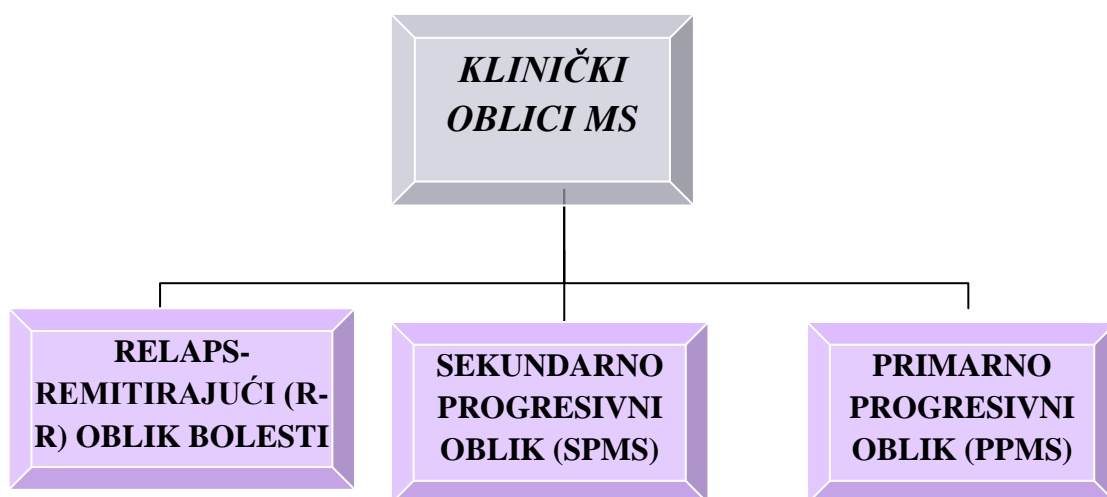 KLINIČKI
OBLICI MS
RELAPS-
REMITIRAJUĆI (R-
R) OBLIK BOLESTI
SEKUNDARNO
PROGRESIVNI
OBLIK (SPMS)
PRIMARNO
PROGRESIVNI
OBLIK (PPMS)